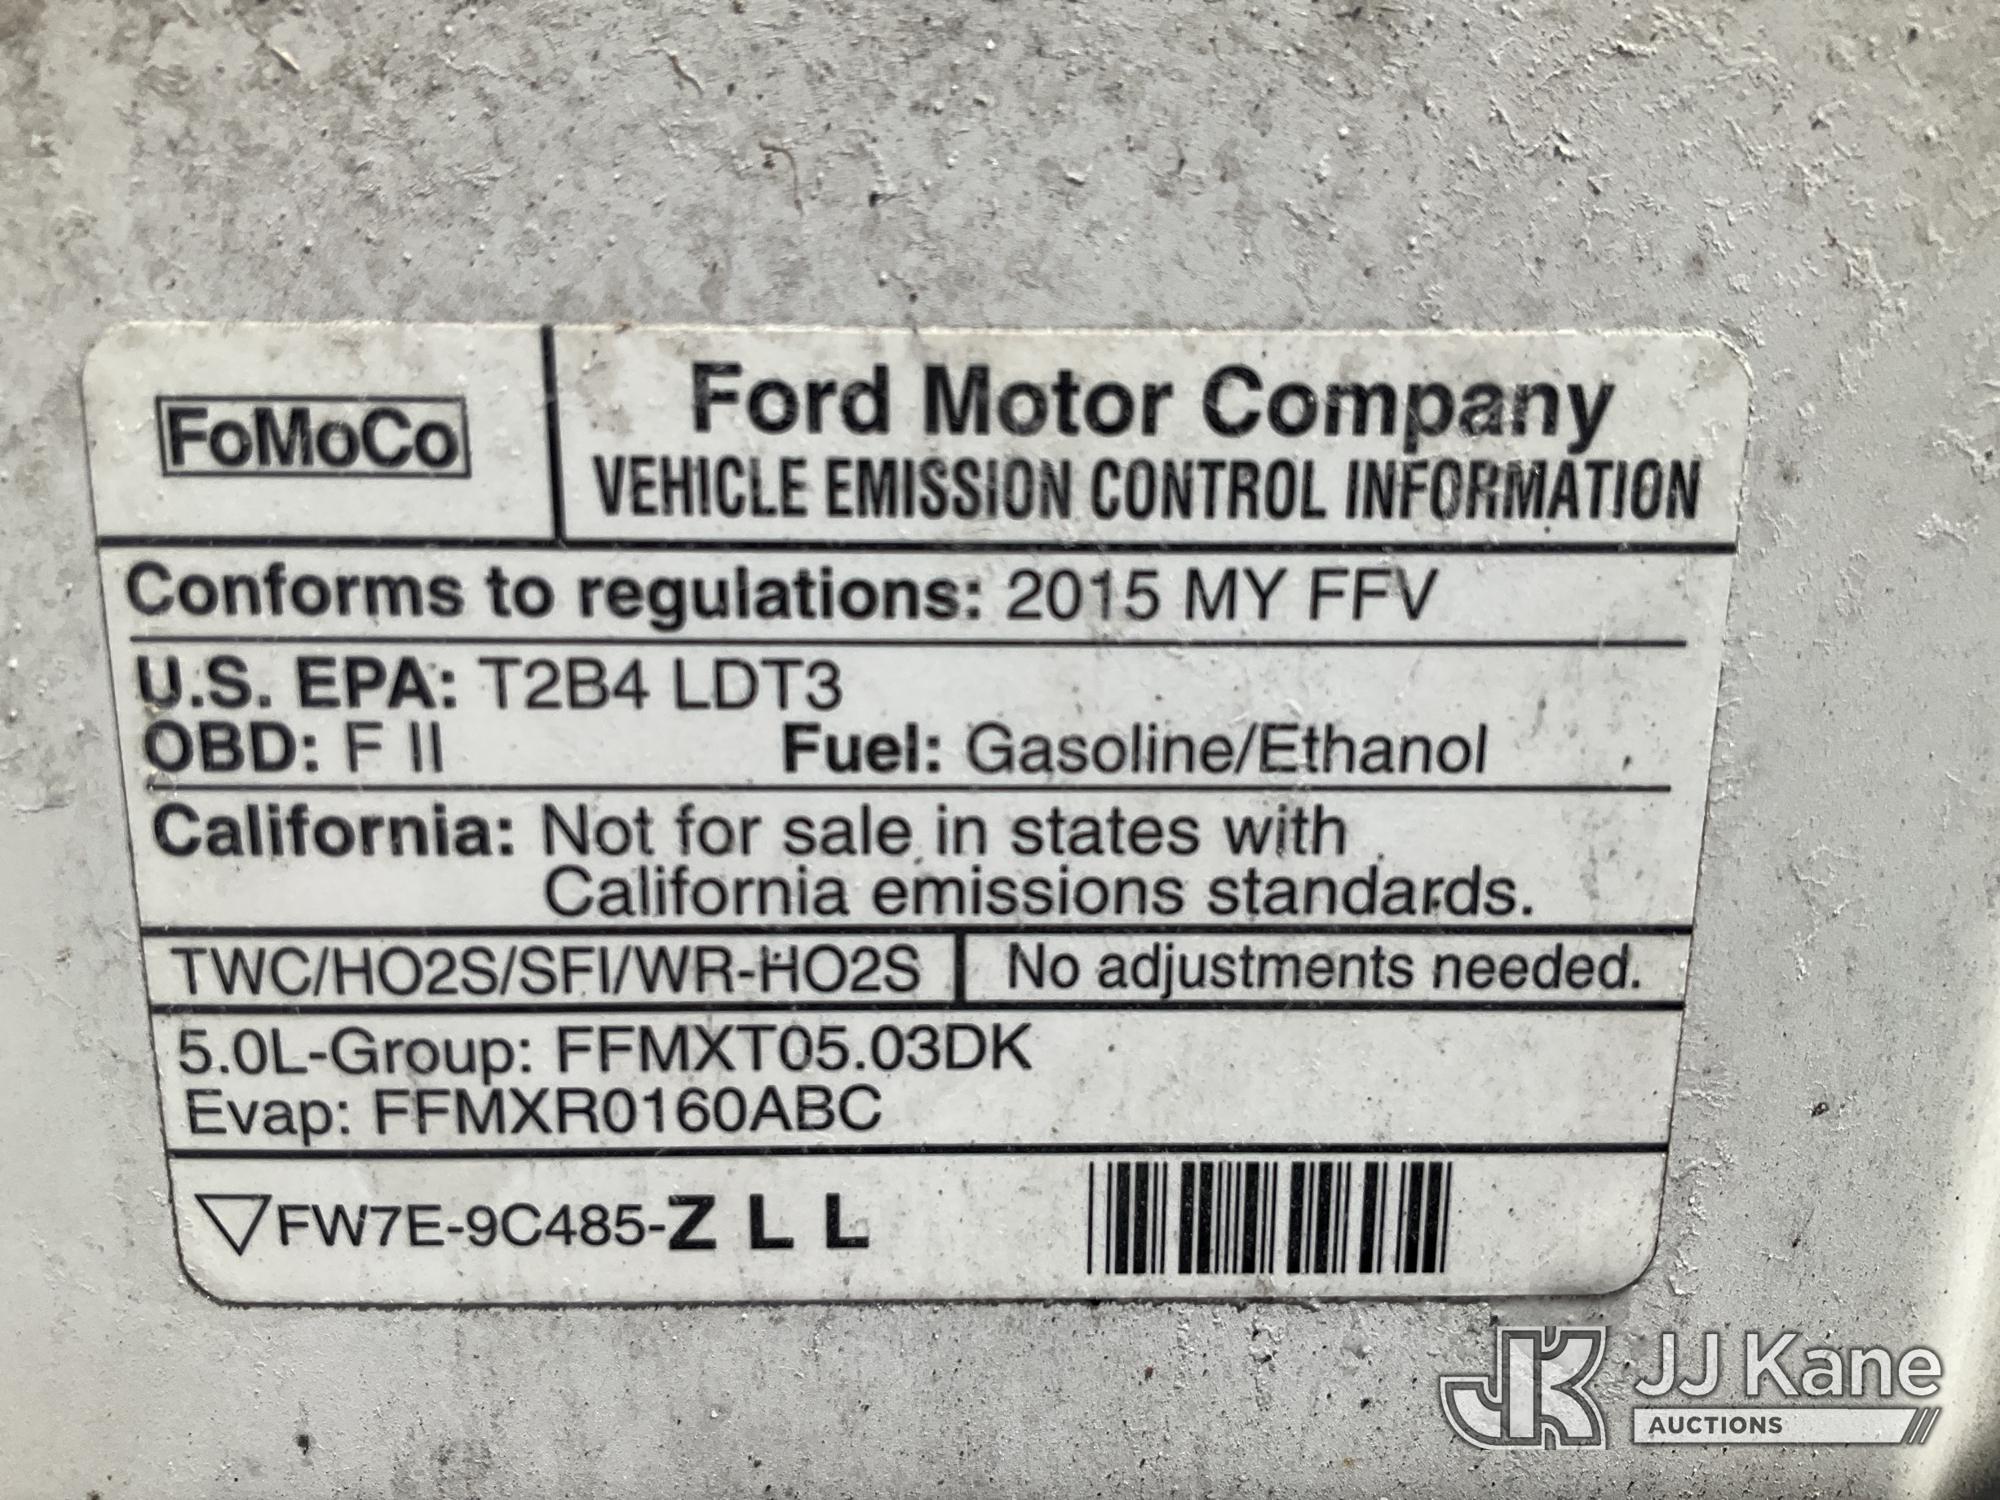 FoMoCo
Ford Motor Company
VEHICLE EMISSION CONTROL INFORMATION
Conforms to regulations: 2015 MY FFV
U.S. EPA: T2B4 LDT3
OBD: F II Fuel: Gasoline/Ethanol
California: Not for sale in states with
California emissions standards.
TWC/HO2S/SFI/WR-HO2S No adjustments needed.
5.0L-Group: FFMXT05.03DK
Evap: FFMXR0160ABC
FW7E-9C485-Z L L
JK JJ Kane
AUCTIONS